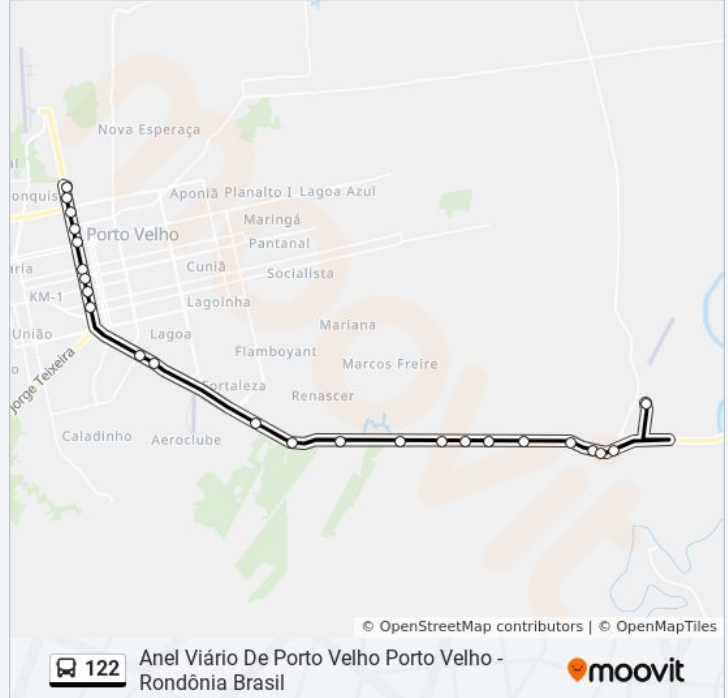 Nova Esperaça
al
onquis
Aponiã Planalto I Lagoa Azul
Maringá
Porto Velho
Pantanal
aria
Cuniã
Socialista
KM-1
Lagoinha
União
Lagoa
Mariana
Flamboyant
o
Marcos Freire
Jorge Teixeira
Fortaleza
Renascer
Caladinho
Aeroclube
moovit
© OpenStreetMap contributors | © OpenMapTiles
122
Anel Viário De Porto Velho Porto Velho -
Rondônia Brasil
moovit